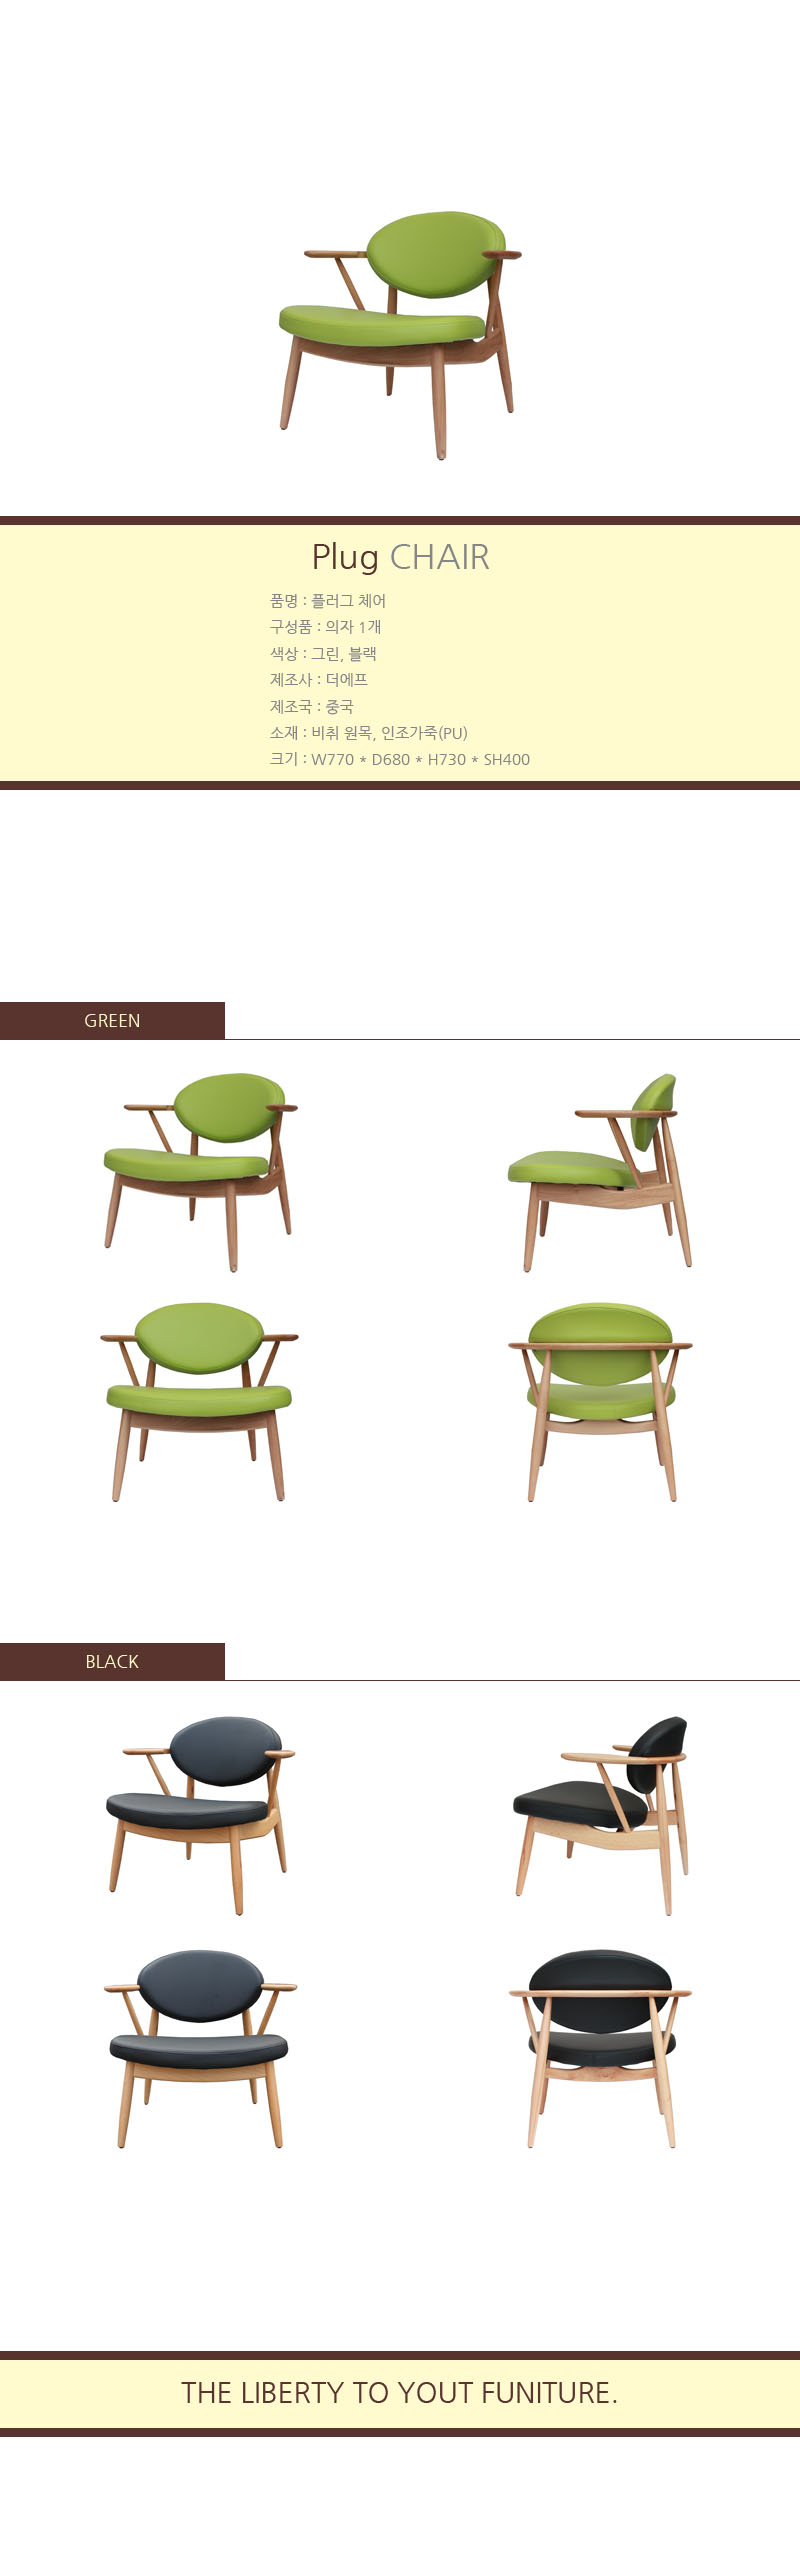 Plug CHAIR
품명 : 플러그 체어
구성품 : 의자 1개
색상 : 그린, 블랙
제조사 : 더에프
제조국 : 중국
소재 : 비취 원목, 인조가죽(PU)
크기 : W770 * D680 * H730 * SH400
GREEN
BLACK
THE LIBERTY TO YOUT FUNITURE.